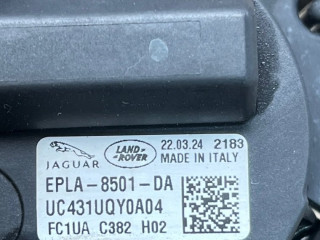 JAGUAR
LAND-ROVER
22.03.24 2183
MADE IN ITALY
EPLA-8501-DA
UC431UQY0A04
FC1UA C382 H02